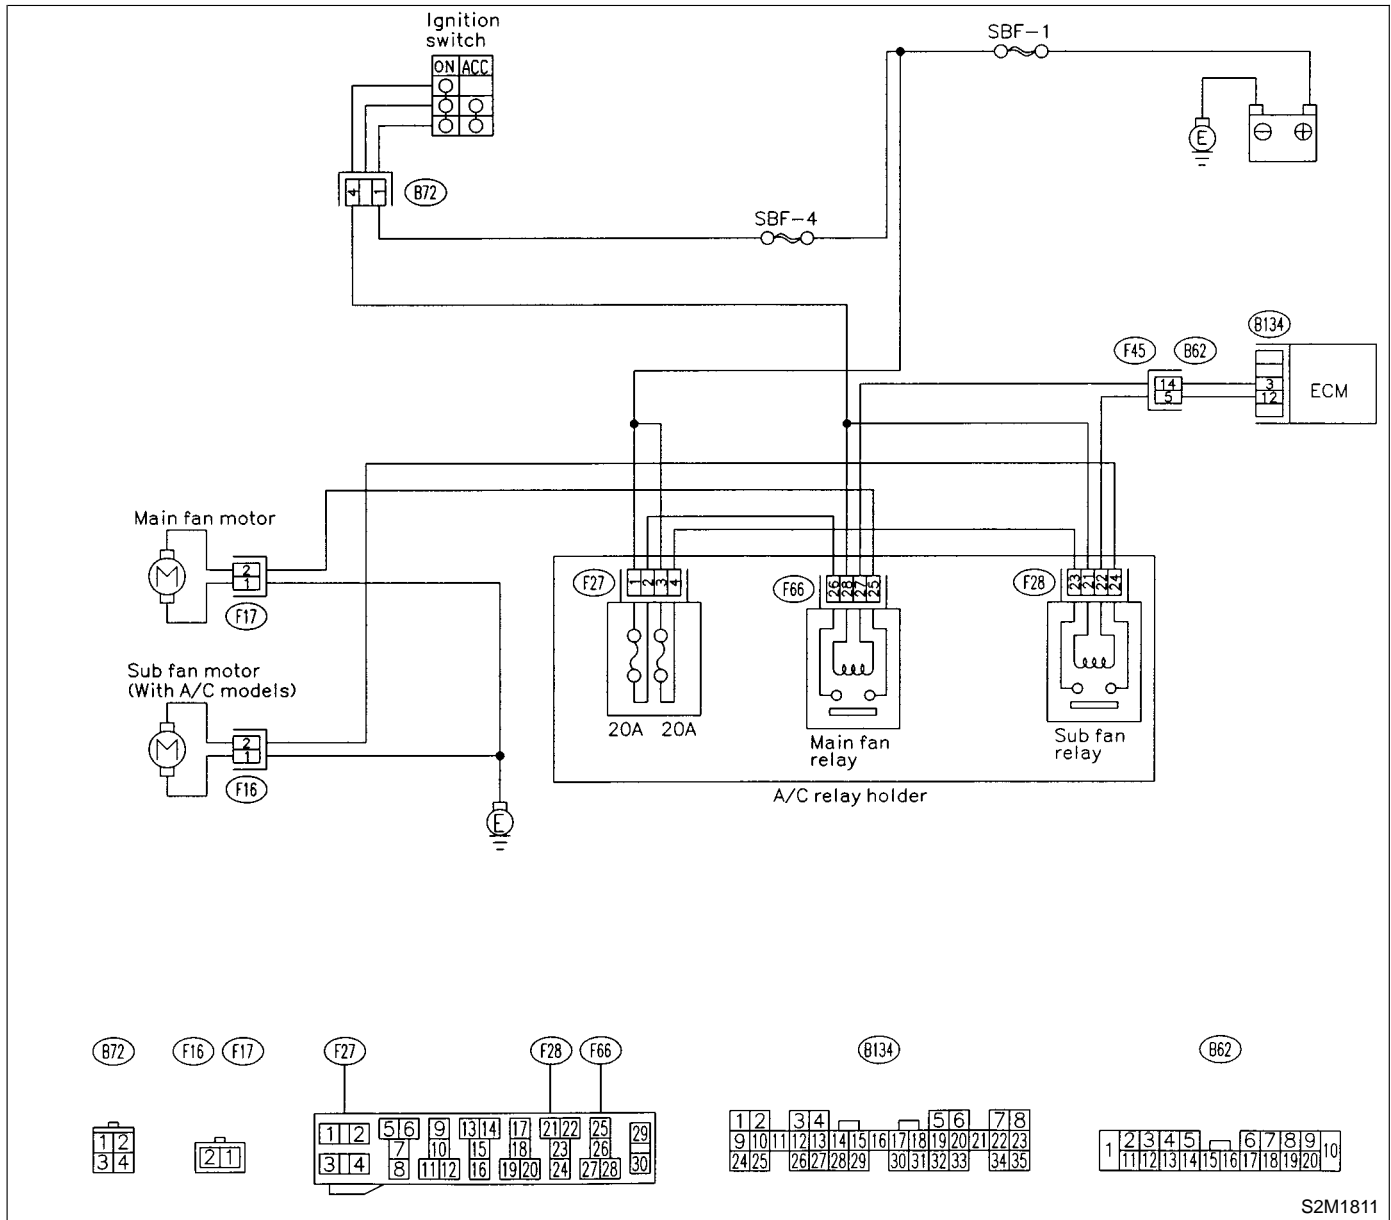 Ignition
switch
SBF-1
ON ACC
E
⊖ ⊕
4 1
B72
SBF-4
B134
F45 B62
14 3
5 12
ECM
Main fan motor
M
2
1
F17
F27 1 2 3 4
F66 26 28 27 25
F28 23 21 22 24
Sub fan motor
(With A/C models)
M
2
1
F16
20A 20A
Main fan
relay
Sub fan
relay
A/C relay holder
E
B72 F16 F17 F27 F28 F66 B134 B62
1 2
3 4
2 1
1 2 5 6 9 13 14 17 21 22 25 29
7 10 15 18 23 26
3 4 8 11 12 16 19 20 24 27 28 30
1 2 3 4 5 6 7 8
9 10 11 12 13 14 15 16 17 18 19 20 21 22 23
24 25 26 27 28 29 30 31 32 33 34 35
1 2 3 4 5 6 7 8 9 10
11 12 13 14 15 16 17 18 19 20
S2M1811